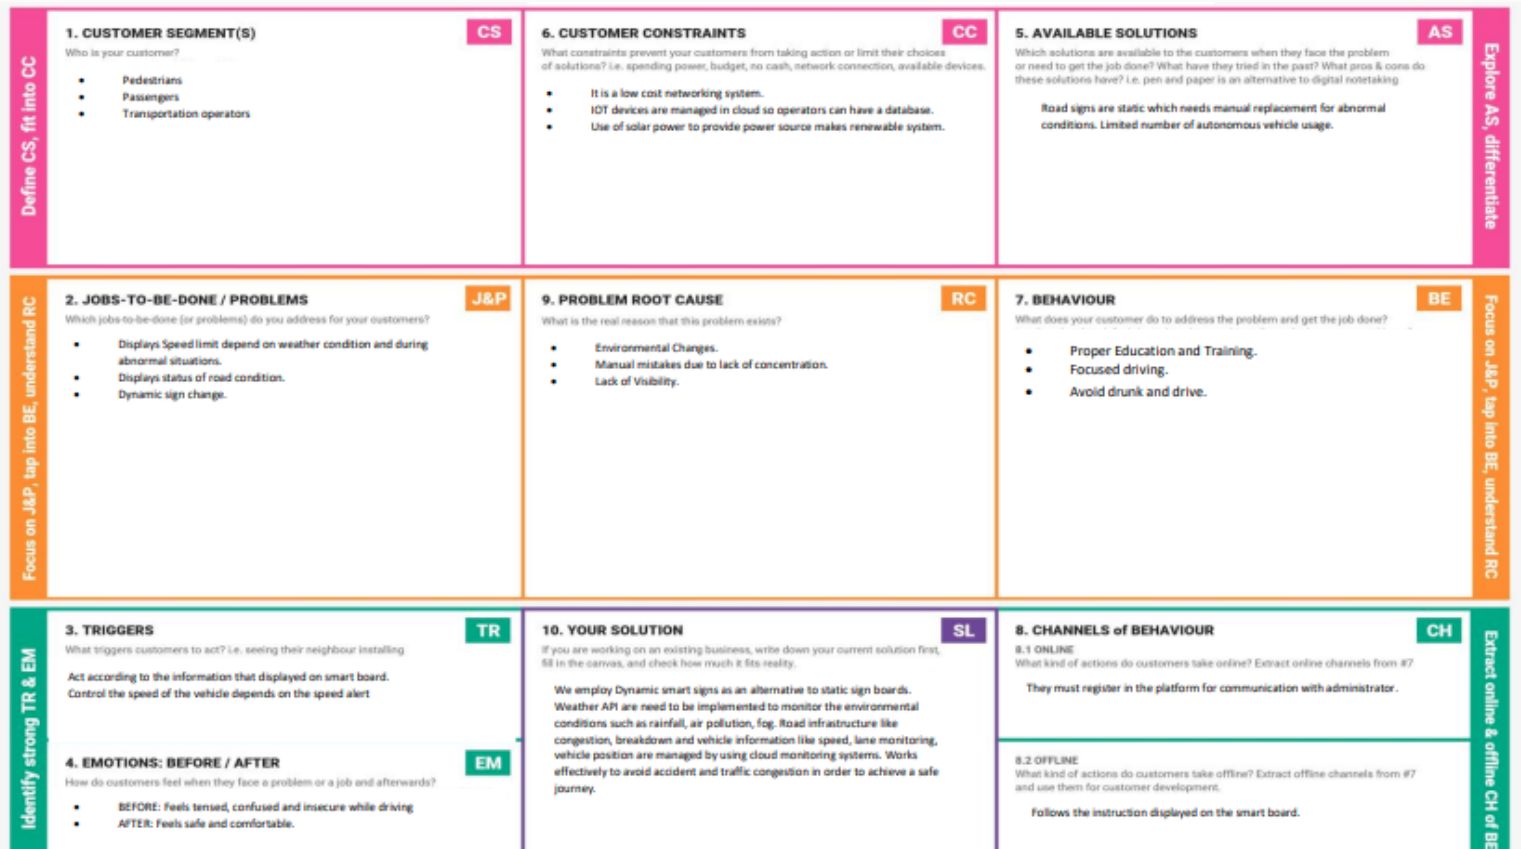 Define CS, fit into CC
1. CUSTOMER SEGMENT(S)
CS
Who is your customer?
• Pedestrians
• Passengers
• Transportation operators
6. CUSTOMER CONSTRAINTS
CC
What constraints prevent your customers from taking action or limit their choices
of solutions? i.e. spending power, budget, no cash, network connection, available devices.
• It is a low cost networking system.
• IOT devices are managed in cloud so operators can have a database.
• Use of solar power to provide power source makes renewable system.
5. AVAILABLE SOLUTIONS
AS
Which solutions are available to the customers when they face the problem
or need to get the job done? What have they tried in the past? What pros & cons do
these solutions have? i.e. pen and paper is an alternative to digital notetaking
Road signs are static which needs manual replacement for abnormal
conditions. Limited number of autonomous vehicle usage.
Explore AS, differentiate
Focus on J&P, tap into BE, understand RC
2. JOBS-TO-BE-DONE / PROBLEMS
J&P
Which jobs-to-be-done (or problems) do you address for your customers?
• Displays Speed limit depend on weather condition and during
abnormal situations.
• Displays status of road condition.
• Dynamic sign change.
9. PROBLEM ROOT CAUSE
RC
What is the real reason that this problem exists?
• Environmental Changes.
• Manual mistakes due to lack of concentration.
• Lack of Visibility.
7. BEHAVIOUR
BE
What does your customer do to address the problem and get the job done?
• Proper Education and Training.
• Focused driving.
• Avoid drunk and drive.
Focus on J&P, tap into BE, understand RC
Identify strong TR & EM
3. TRIGGERS
TR
What triggers customers to act? i.e. seeing their neighbour installing
Act according to the information that displayed on smart board.
Control the speed of the vehicle depends on the speed alert
4. EMOTIONS: BEFORE / AFTER
EM
How do customers feel when they face a problem or a job and afterwards?
• BEFORE: Feels tensed, confused and insecure while driving
• AFTER: Feels safe and comfortable.
10. YOUR SOLUTION
SL
If you are working on an existing business, write down your current solution first,
fill in the canvas, and check how much it fits reality.
We employ Dynamic smart signs as an alternative to static sign boards.
Weather API are need to be implemented to monitor the environmental
conditions such as rainfall, air pollution, fog. Road infrastructure like
congestion, breakdown and vehicle information like speed, lane monitoring,
vehicle position are managed by using cloud monitoring systems. Works
effectively to avoid accident and traffic congestion in order to achieve a safe
journey.
8. CHANNELS of BEHAVIOUR
CH
8.1 ONLINE
What kind of actions do customers take online? Extract online channels from #7
They must register in the platform for communication with administrator.
8.2 OFFLINE
What kind of actions do customers take offline? Extract offline channels from #7
and use them for customer development.
Follows the instruction displayed on the smart board.
Extract online & offline CH of BE